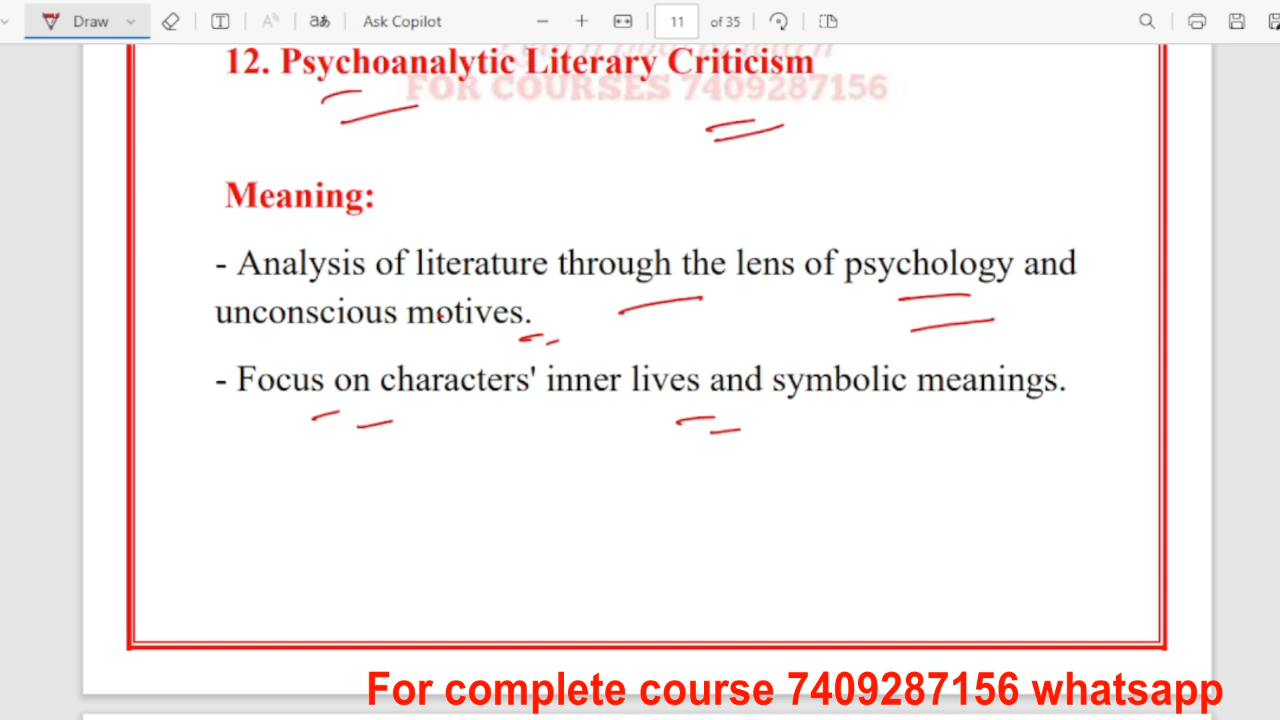 Draw
Ask Copilot
11 of 35
12. Psychoanalytic Literary Criticism
FOR COURSES 7409287156
Meaning:
- Analysis of literature through the lens of psychology and
unconscious motives.
- Focus on characters' inner lives and symbolic meanings.
For complete course 7409287156 whatsapp